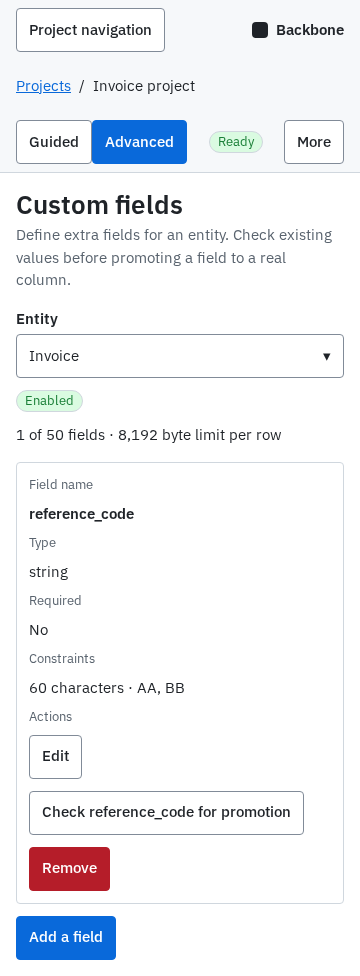 Project navigation
Backbone
Projects / Invoice project
Guided
Advanced
Ready
More
Custom fields
Define extra fields for an entity. Check existing
values before promoting a field to a real
column.
Entity
Invoice
Enabled
1 of 50 fields · 8,192 byte limit per row
Field name
reference_code
Type
string
Required
No
Constraints
60 characters · AA, BB
Actions
Edit
Check reference_code for promotion
Remove
Add a field